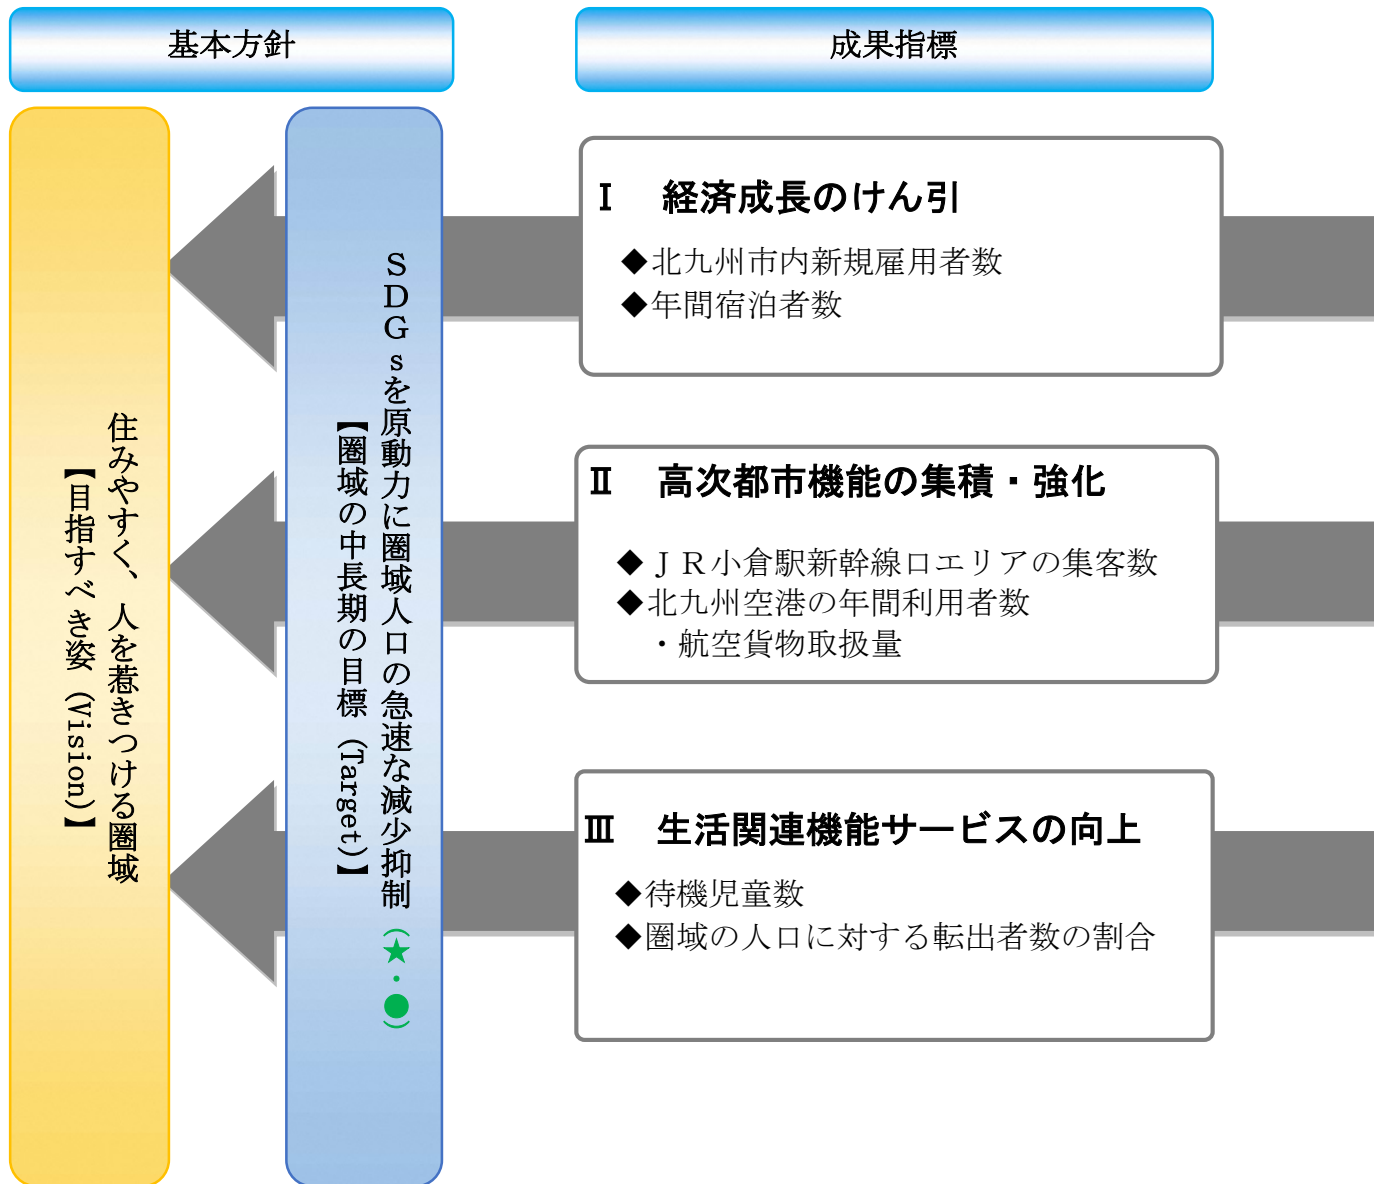 基本方針
成果指標
住みやすく、人を惹きつける圏域
【目指すべき姿（Vision）】
ＳＤＧｓを原動力に圏域人口の急速な減少抑制（★・●）
【圏域の中長期の目標（Target）】
Ⅰ　経済成長のけん引
◆北九州市内新規雇用者数
◆年間宿泊者数
Ⅱ　高次都市機能の集積・強化
◆ＪＲ小倉駅新幹線口エリアの集客数
◆北九州空港の年間利用者数
・航空貨物取扱量
Ⅲ　生活関連機能サービスの向上
◆待機児童数
◆圏域の人口に対する転出者数の割合